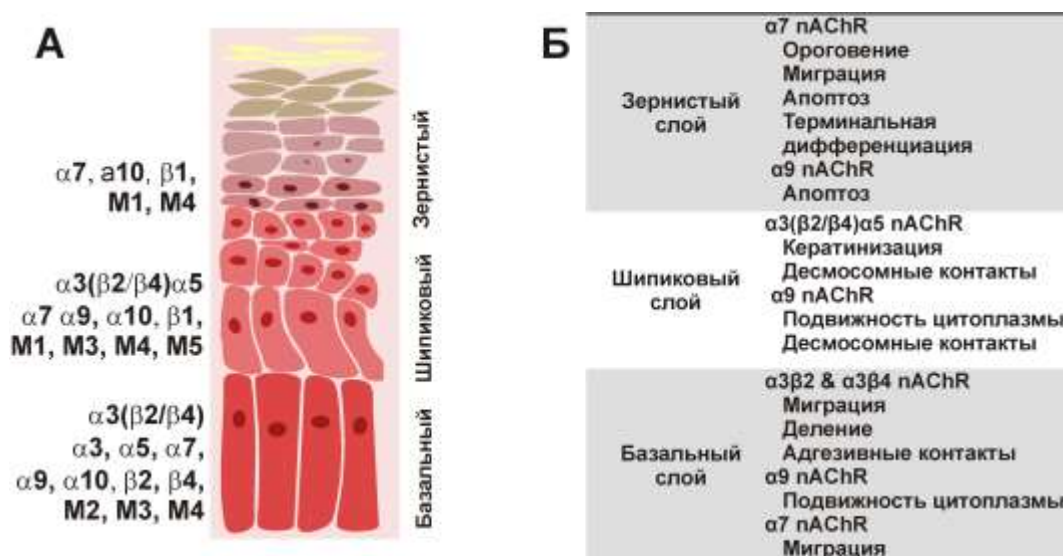 А
α7, a10, β1,
M1, M4
α3(β2/β4)α5
α7 α9, α10, β1,
M1, M3, M4, M5
α3(β2/β4)
α3, α5, α7,
α9, α10, β2, β4,
M2, M3, M4
Зернистый
Шипиковый
Базальный
Б
Зернистый
слой
α7 nAChR
Ороговение
Миграция
Апоптоз
Терминальная
дифференциация
α9 nAChR
Апоптоз
Шипиковый
слой
α3(β2/β4)α5 nAChR
Кератинизация
Десмосомные контакты
α9 nAChR
Подвижность цитоплазмы
Десмосомные контакты
Базальный
слой
α3β2 & α3β4 nAChR
Миграция
Деление
Адгезивные контакты
α9 nAChR
Подвижность цитоплазмы
α7 nAChR
Миграция